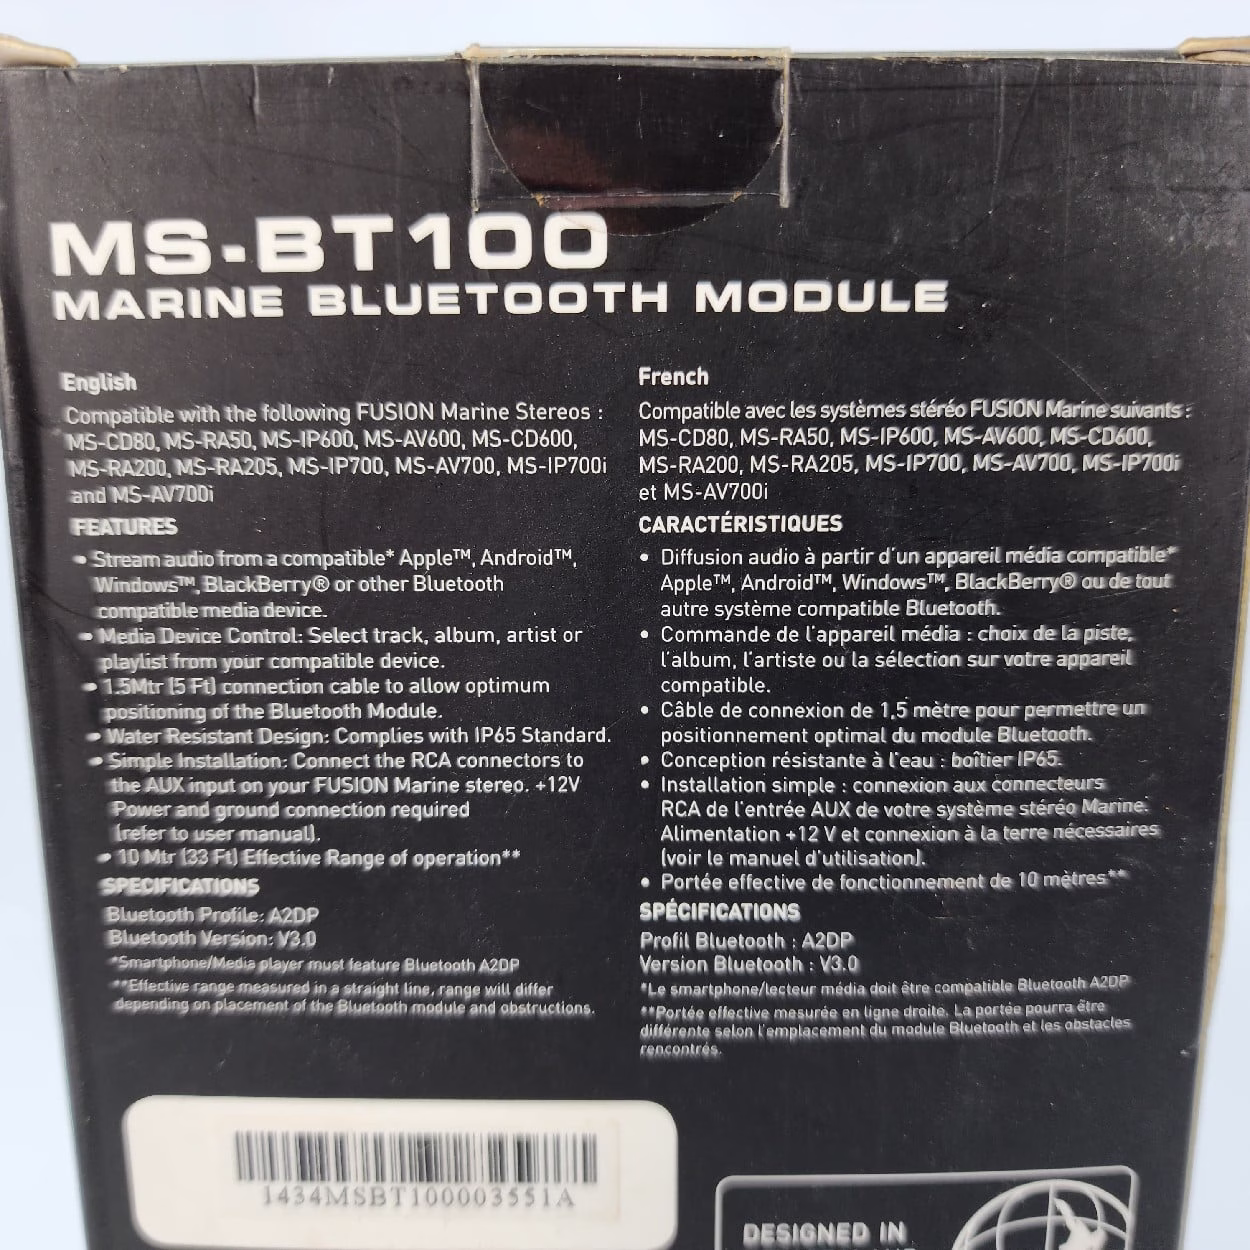 MS-BT100
MARINE BLUETOOTH MODULE
English
Compatible with the following FUSION Marine Stereos :
MS-CD80, MS-RA50, MS-IP600, MS-AV600, MS-CD600,
MS-RA200, MS-RA205, MS-IP700, MS-AV700, MS-IP700i
and MS-AV700i
FEATURES
• Stream audio from a compatible* Apple™, Android™,
Windows™, BlackBerry® or other Bluetooth
compatible media device.
• Media Device Control: Select track, album, artist or
playlist from your compatible device.
• 1.5Mtr (5 Ft) connection cable to allow optimum
positioning of the Bluetooth Module.
• Water Resistant Design: Complies with IP65 Standard.
• Simple Installation: Connect the RCA connectors to
the AUX input on your FUSION Marine stereo. +12V
Power and ground connection required
(refer to user manual).
• 10 Mtr (33 Ft) Effective Range of operation**
SPECIFICATIONS
Bluetooth Profile: A2DP
Bluetooth Version: V3.0
*Smartphone/Media player must feature Bluetooth A2DP
**Effective range measured in a straight line, range will differ
depending on placement of the Bluetooth module and obstructions.
French
Compatible avec les systèmes stéréo FUSION Marine suivants :
MS-CD80, MS-RA50, MS-IP600, MS-AV600, MS-CD600,
MS-RA200, MS-RA205, MS-IP700, MS-AV700, MS-IP700i
et MS-AV700i
CARACTÉRISTIQUES
• Diffusion audio à partir d'un appareil média compatible*
Apple™, Android™, Windows™, BlackBerry® ou de tout
autre système compatible Bluetooth.
• Commande de l'appareil média : choix de la piste,
l'album, l'artiste ou la sélection sur votre appareil
compatible.
• Câble de connexion de 1,5 mètre pour permettre un
positionnement optimal du module Bluetooth.
• Conception résistante à l'eau : boîtier IP65.
• Installation simple : connexion aux connecteurs
RCA de l'entrée AUX de votre système stéréo Marine.
Alimentation +12 V et connexion à la terre nécessaires
(voir le manuel d'utilisation).
• Portée effective de fonctionnement de 10 mètres**
SPÉCIFICATIONS
Profil Bluetooth : A2DP
Version Bluetooth : V3.0
*Le smartphone/lecteur média doit être compatible Bluetooth A2DP
**Portée effective mesurée en ligne droite. La portée pourra être
différente selon l'emplacement du module Bluetooth et les obstacles
rencontrés.
1434MSBT100003551A
DESIGNED IN